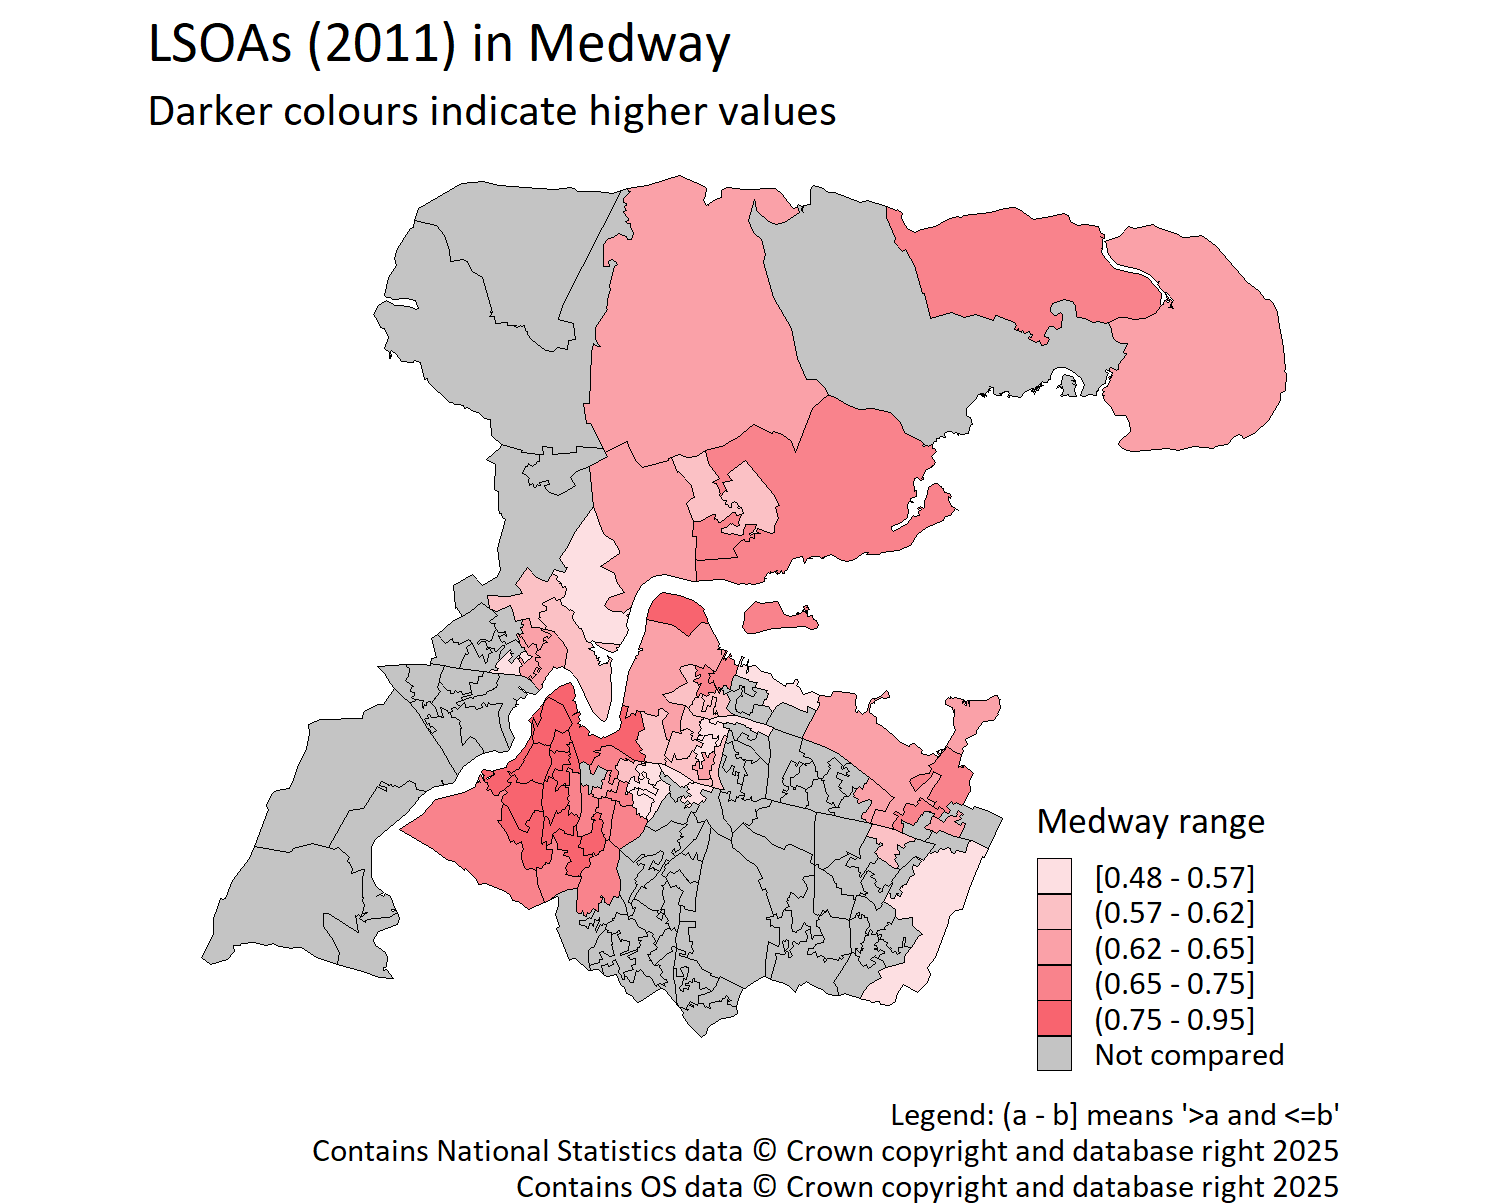 LSOAs (2011) in Medway
Darker colours indicate higher values
Medway range
[0.48 - 0.57]
(0.57 - 0.62]
(0.62 - 0.65]
(0.65 - 0.75]
(0.75 - 0.95]
Not compared
Legend: (a - b] means '>a and <=b'
Contains National Statistics data © Crown copyright and database right 2025
Contains OS data © Crown copyright and database right 2025